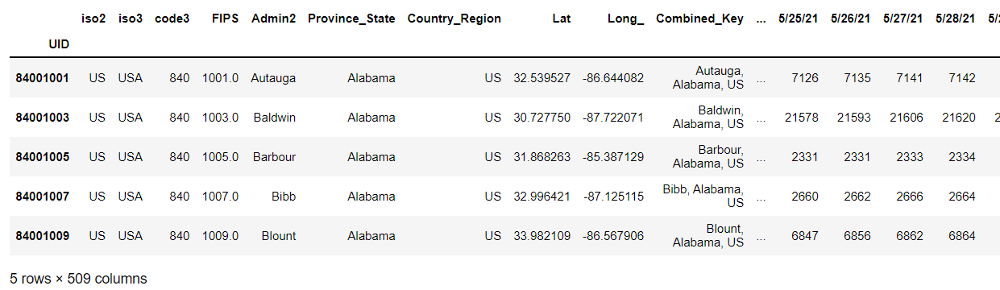 iso2 iso3 code3 FIPS Admin2 Province_State Country_Region Lat Long_ Combined_Key ... 5/25/21 5/26/21 5/27/21 5/28/21
UID
84001001 US USA 840 1001.0 Autauga Alabama US 32.539527 -86.644082 Autauga, Alabama, US ... 7126 7135 7141 7142
84001003 US USA 840 1003.0 Baldwin Alabama US 30.727750 -87.722071 Baldwin, Alabama, US ... 21578 21593 21606 21620
84001005 US USA 840 1005.0 Barbour Alabama US 31.868263 -85.387129 Barbour, Alabama, US ... 2331 2331 2333 2334
84001007 US USA 840 1007.0 Bibb Alabama US 32.996421 -87.125115 Bibb, Alabama, US ... 2660 2662 2666 2664
84001009 US USA 840 1009.0 Blount Alabama US 33.982109 -86.567906 Blount, Alabama, US ... 6847 6856 6862 6864
5 rows × 509 columns